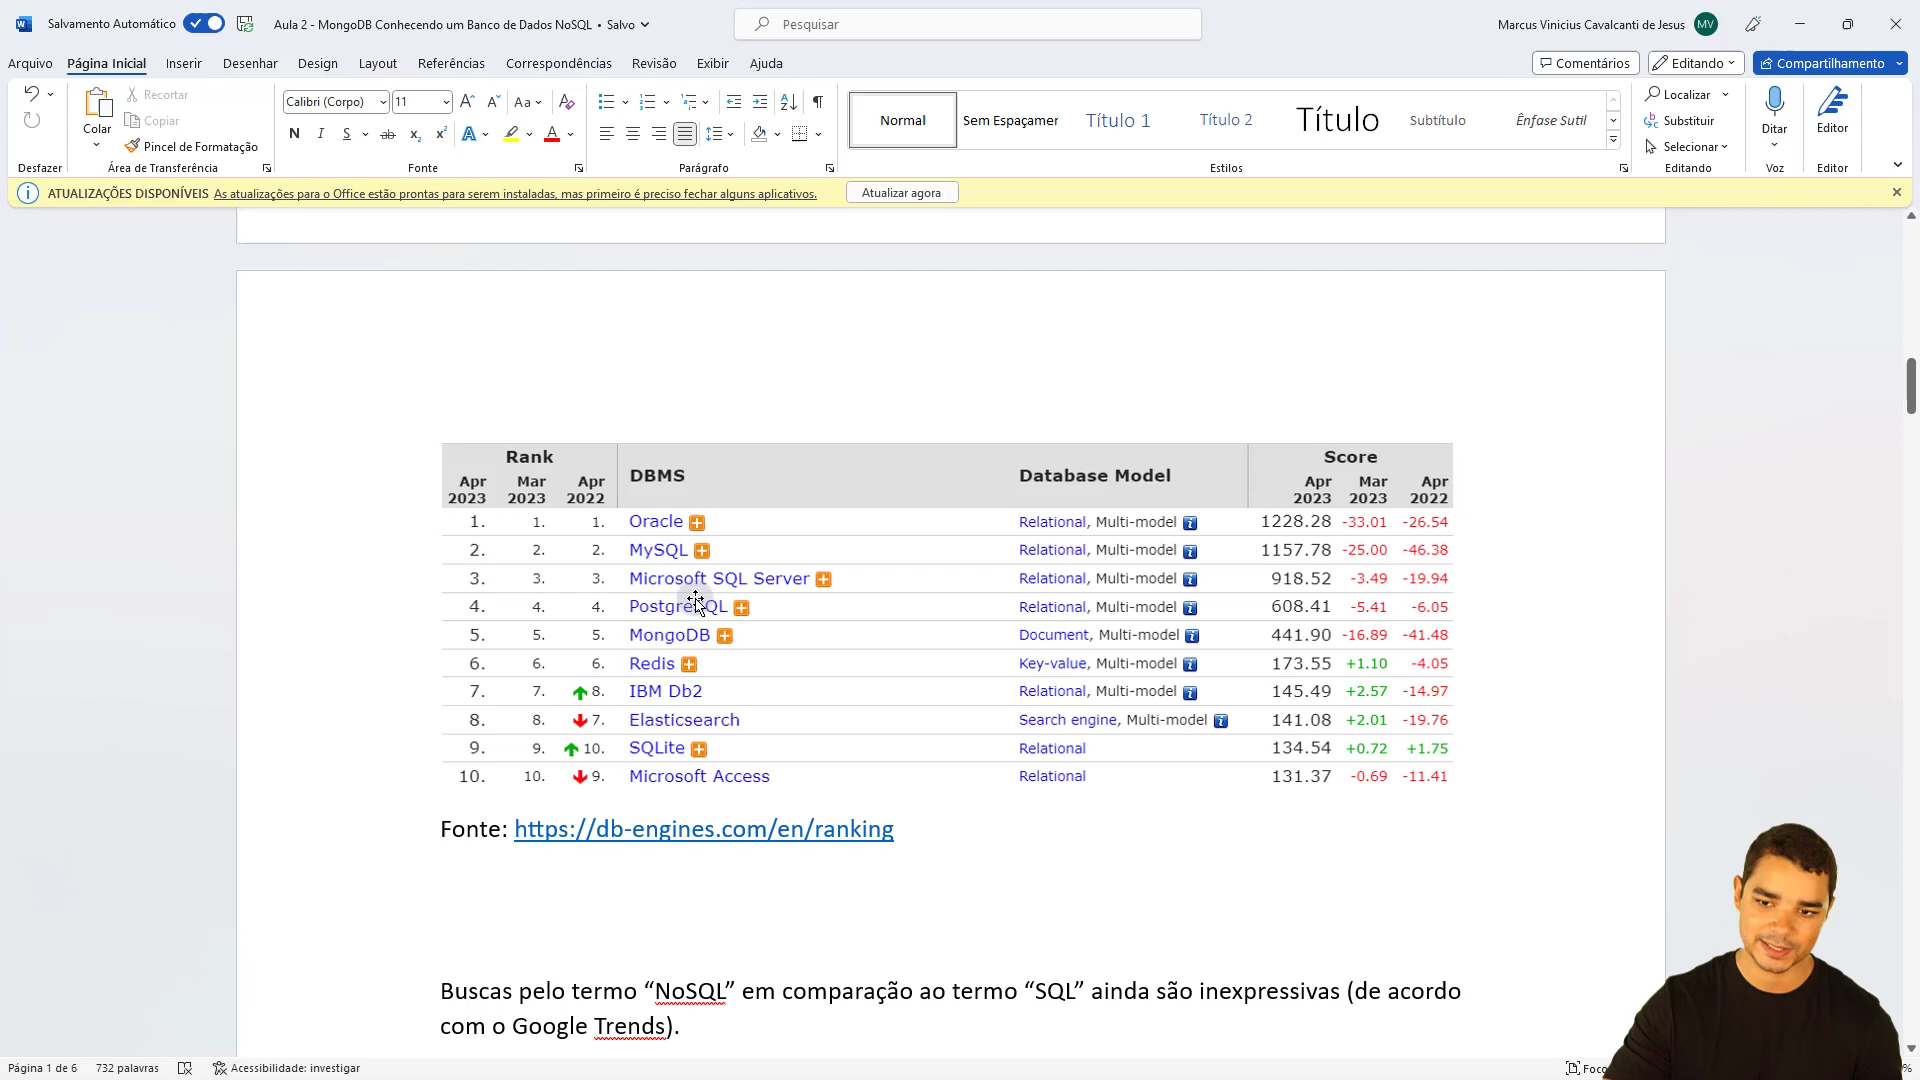 Salvamento Automático
Aula 2 - MongoDB Conhecendo um Banco de Dados NoSQL • Salvo
Pesquisar
Marcus Vinicius Cavalcanti de Jesus MV
Arquivo Página Inicial Inserir Desenhar Design Layout Referências Correspondências Revisão Exibir Ajuda
Comentários Editando Compartilhamento
Colar
Recortar
Copiar
Pincel de Formatação
Calibri (Corpo) 11
Normal Sem Espaçamer Título 1 Título 2 Título Subtítulo Ênfase Sutil
Localizar
Substituir
Selecionar
Ditar
Editor
Desfazer Área de Transferência Fonte Parágrafo Estilos Editando Voz Editor
ATUALIZAÇÕES DISPONÍVEIS As atualizações para o Office estão prontas para serem instaladas, mas primeiro é preciso fechar alguns aplicativos. Atualizar agora
Rank DBMS Database Model Score
Apr 2023 Mar 2023 Apr 2022 Apr 2023 Mar 2023 Apr 2022
1. 1. 1. Oracle Relational, Multi-model 1228.28 -33.01 -26.54
2. 2. 2. MySQL Relational, Multi-model 1157.78 -25.00 -46.38
3. 3. 3. Microsoft SQL Server Relational, Multi-model 918.52 -3.49 -19.94
4. 4. 4. PostgreSQL Relational, Multi-model 608.41 -5.41 -6.05
5. 5. 5. MongoDB Document, Multi-model 441.90 -16.89 -41.48
6. 6. 6. Redis Key-value, Multi-model 173.55 +1.10 -4.05
7. 7. 8. IBM Db2 Relational, Multi-model 145.49 +2.57 -14.97
8. 8. 7. Elasticsearch Search engine, Multi-model 141.08 +2.01 -19.76
9. 9. 10. SQLite Relational 134.54 +0.72 +1.75
10. 10. 9. Microsoft Access Relational 131.37 -0.69 -11.41
Fonte: https://db-engines.com/en/ranking
Buscas pelo termo “NoSQL” em comparação ao termo “SQL” ainda são inexpressivas (de acordo
com o Google Trends).
Página 1 de 6 732 palavras Acessibilidade: investigar